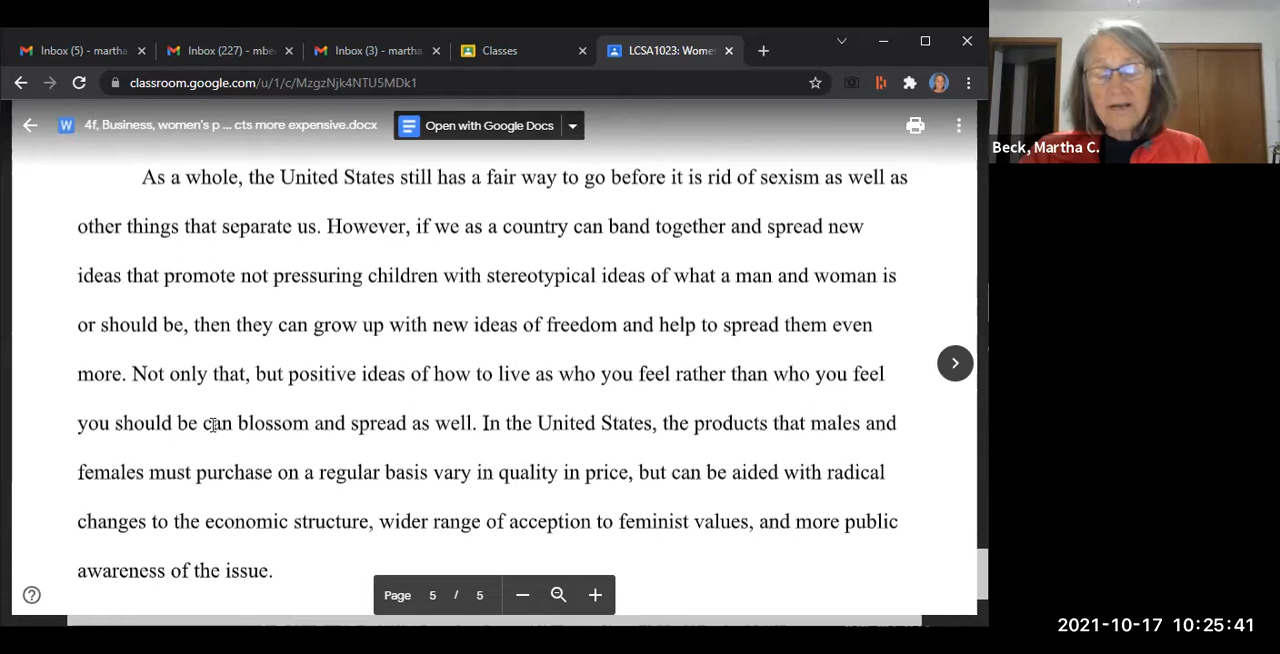 Inbox (5) - martha
Inbox (227) - mbe
Inbox (3) - martha
Classes
LCSA1023: Wome
classroom.google.com/u/1/c/MzgzNjk4NTU5MDk1
4f, Business, women's p ... cts more expensive.docx
Open with Google Docs
Beck, Martha C.
As a whole, the United States still has a fair way to go before it is rid of sexism as well as
other things that separate us. However, if we as a country can band together and spread new
ideas that promote not pressuring children with stereotypical ideas of what a man and woman is
or should be, then they can grow up with new ideas of freedom and help to spread them even
more. Not only that, but positive ideas of how to live as who you feel rather than who you feel
you should be can blossom and spread as well. In the United States, the products that males and
females must purchase on a regular basis vary in quality in price, but can be aided with radical
changes to the economic structure, wider range of acception to feminist values, and more public
awareness of the issue.
Page 5 / 5
2021-10-17 10:25:41